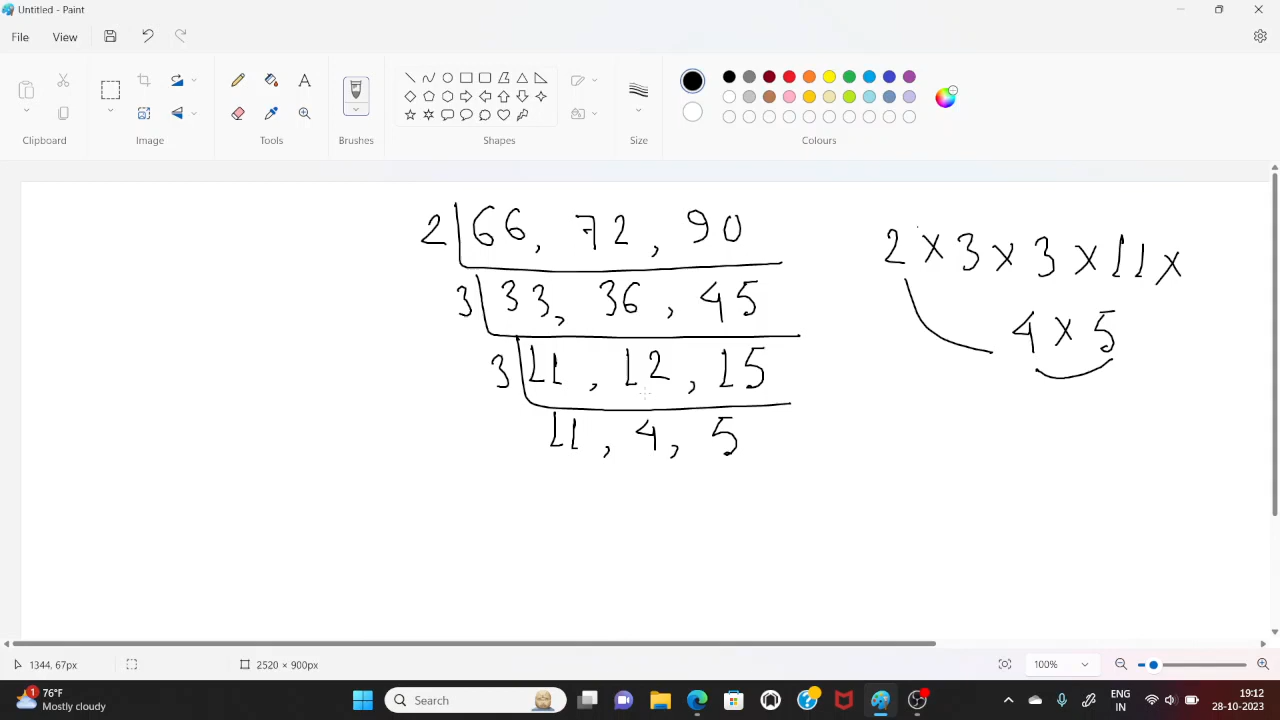 Untitled - Paint
File View
Clipboard Image Tools Brushes Shapes Size Colours
2 66, 72, 90
3 33, 36, 45
3 11, 12, 15
11, 4, 5
2 × 3 × 3 × 11 ×
4 × 5
1344, 67px 2520 × 900px 100%
1 76°F
Mostly cloudy
Search
ENG
IN
19:12
28-10-2023